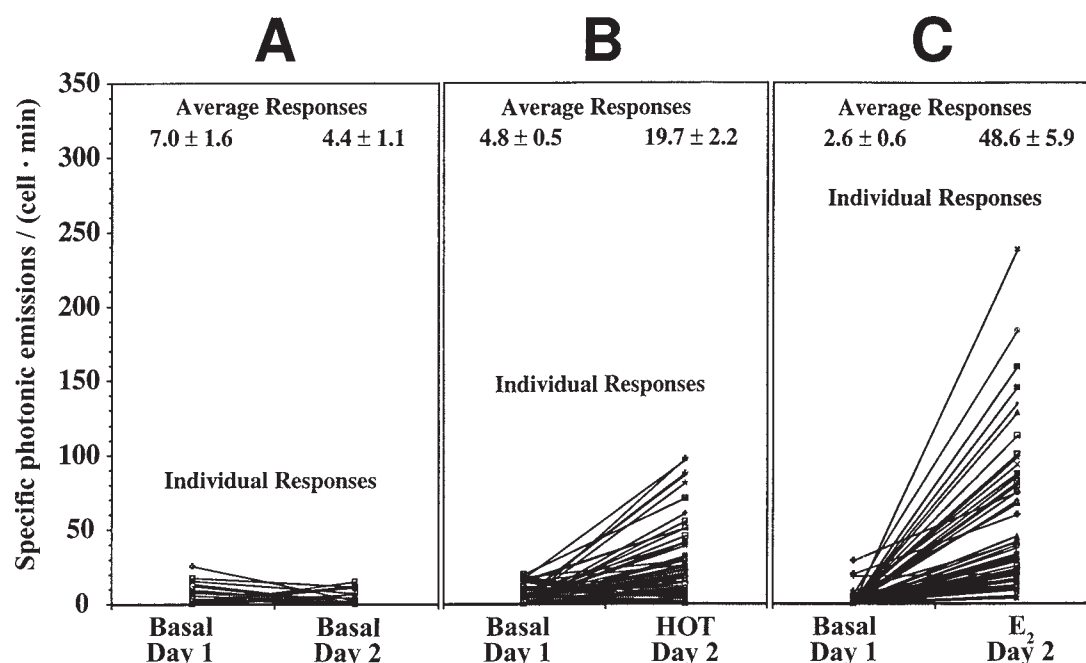 A
B
C
Specific photonic emissions / (cell · min)
350
300
250
200
150
100
50
0
Average Responses
7.0 ± 1.6 4.4 ± 1.1
Individual Responses
Basal Day 1
Basal Day 2
Average Responses
4.8 ± 0.5 19.7 ± 2.2
Individual Responses
Basal Day 1
HOT
Average Responses
2.6 ± 0.6 48.6 ± 5.9
Individual Responses
Basal Day 1
E₂ Day 2